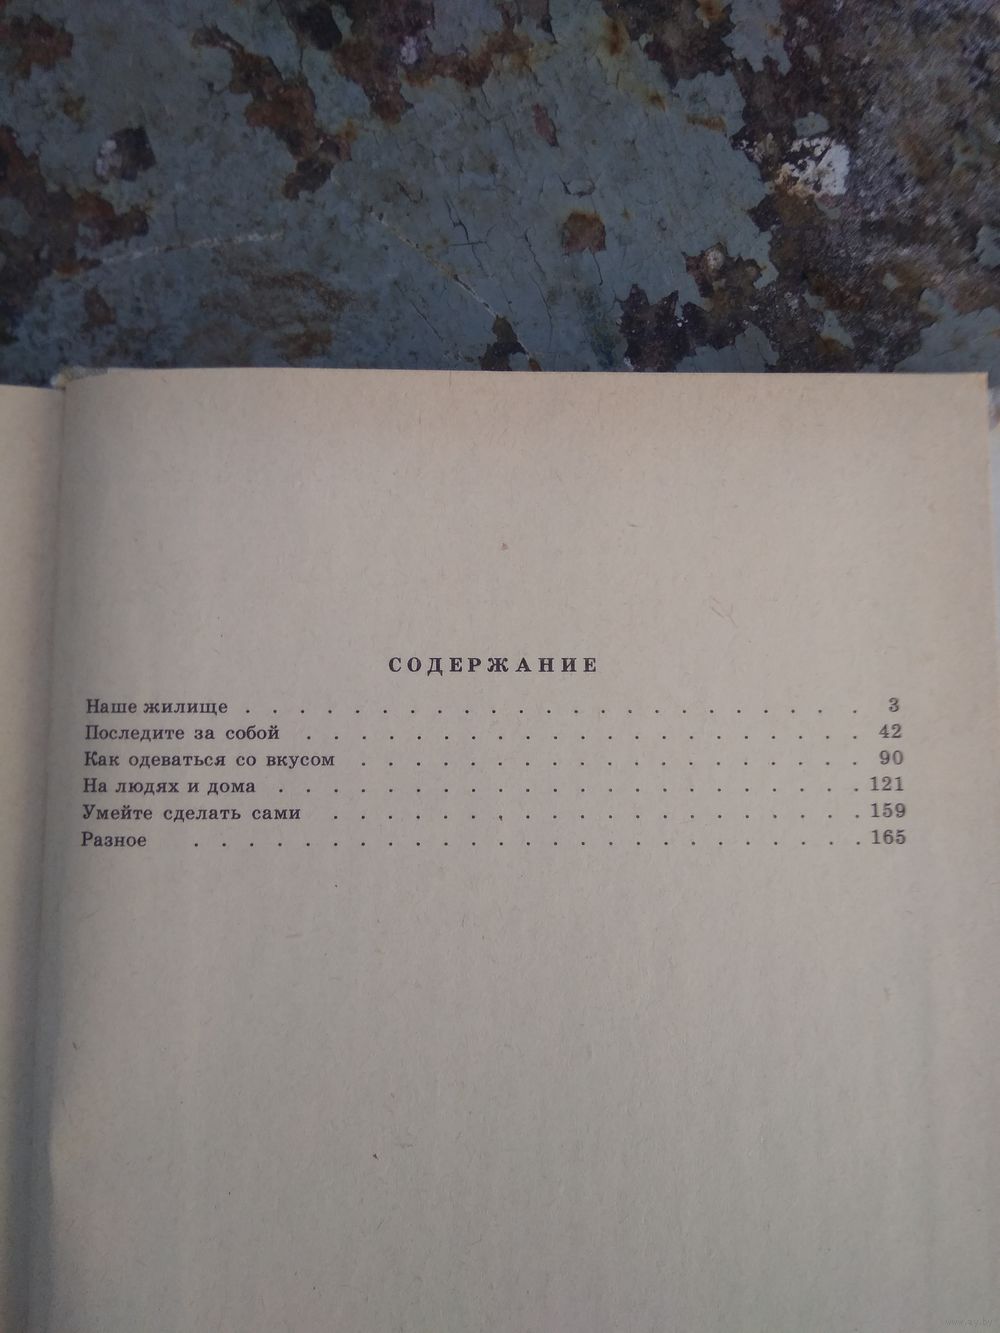 СОДЕРЖАНИЕ
Наше жилище . . . . . . . . . . . . . . . . . . . . . . . 3
Последите за собой . . . . . . . . . . . . . . . . . . . . . 42
Как одеваться со вкусом . . . . . . . . . . . . . . . . . . . 90
На людях и дома . . . . . . . . . . . . . . . . . . . . . . 121
Умейте сделать сами . . . . . . . . . . . . . . . . . . . . 159
Разное . . . . . . . . . . . . . . . . . . . . . . . . . 165